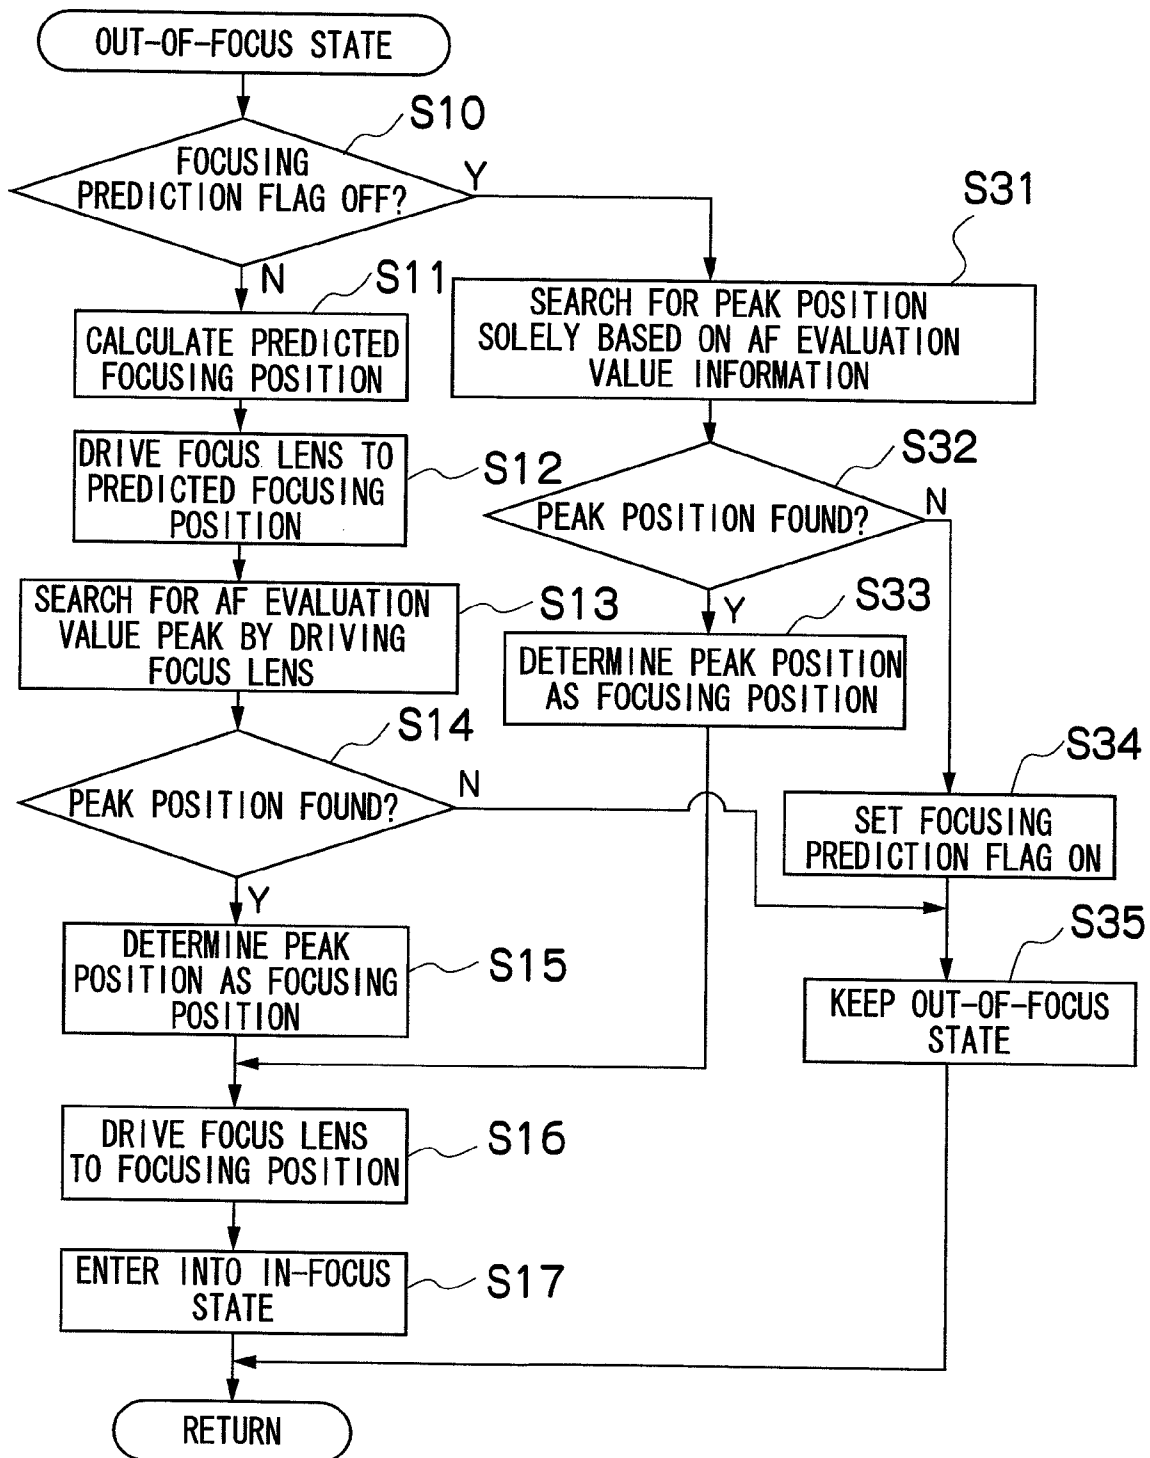 OUT-OF-FOCUS STATE
S10
FOCUSING
PREDICTION FLAG OFF?
Y
N
S11
CALCULATE PREDICTED
FOCUSING POSITION
DRIVE FOCUS LENS TO
PREDICTED FOCUSING
POSITION
S12
SEARCH FOR AF EVALUATION
VALUE PEAK BY DRIVING
FOCUS LENS
S13
S14
PEAK POSITION FOUND?
N
Y
DETERMINE PEAK
POSITION AS FOCUSING
POSITION
S15
DRIVE FOCUS LENS
TO FOCUSING POSITION
S16
ENTER INTO IN-FOCUS
STATE
S17
RETURN
S31
SEARCH FOR PEAK POSITION
SOLELY BASED ON AF EVALUATION
VALUE INFORMATION
S32
PEAK POSITION FOUND?
N
Y
S33
DETERMINE PEAK POSITION
AS FOCUSING POSITION
S34
SET FOCUSING
PREDICTION FLAG ON
S35
KEEP OUT-OF-FOCUS
STATE